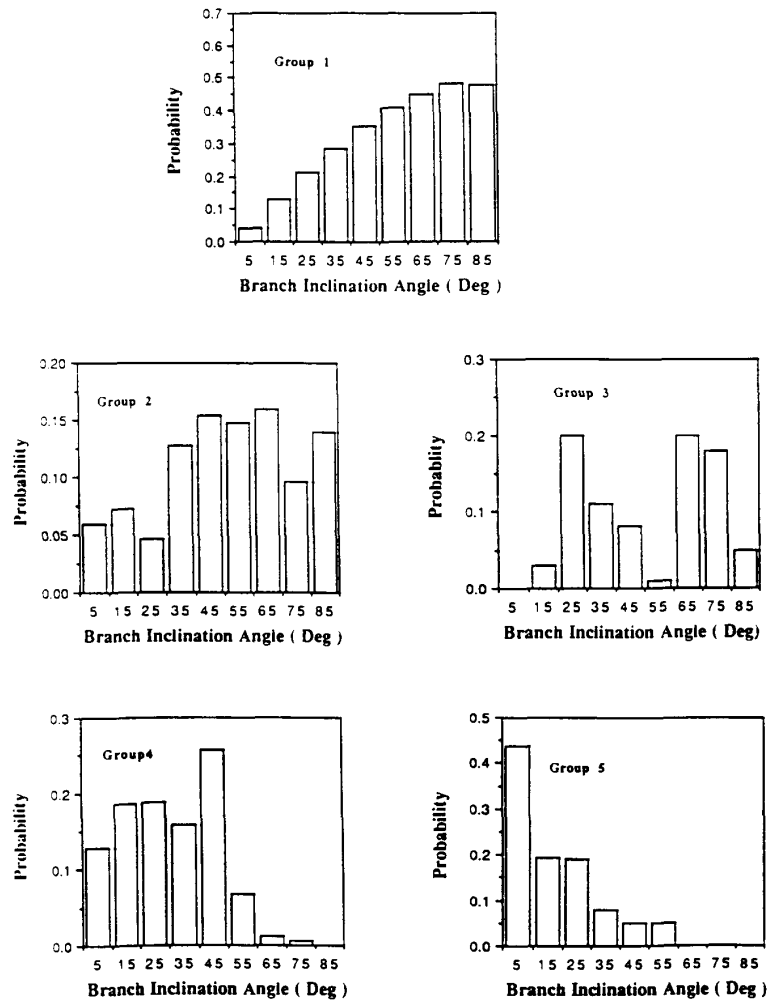 0.7
0.6
0.5
0.4
0.3
0.2
0.1
0.0
Probability
Group 1
5 15 25 35 45 55 65 75 85
Branch Inclination Angle ( Deg )
0.20
0.15
0.10
0.05
0.00
Probability
Group 2
5 15 25 35 45 55 65 75 85
Branch Inclination Angle ( Deg )
0.3
0.2
0.1
0.0
Probablity
Group 3
5 15 25 35 45 55 65 75 85
Branch Inclination Angle ( Deg)
0.3
0.2
0.1
0.0
Probability
Group4
5 15 25 35 45 55 65 75 85
Branch Inclination Angle ( Deg )
0.5
0.4
0.3
0.2
0.1
0.0
Probability
Group 5
5 15 25 35 45 55 65 75 85
Branch Inclination Angle ( Deg )